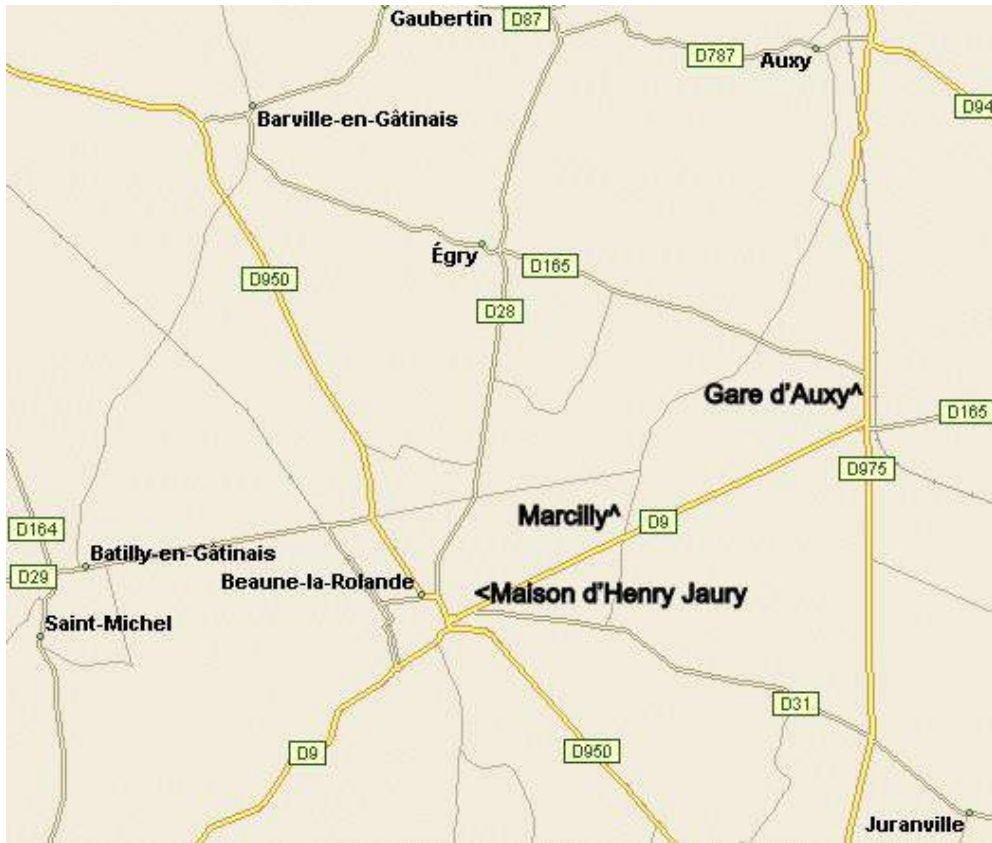 Gaubertin
D87
D787
Auxy
D94
Barville-en-Gâtinais
Égry
D165
D950
D28
Gare d'Auxy^
D165
D975
Marcilly^
D9
D164
Batilly-en-Gâtinais
D29
Beaune-la-Rolande
<Maison d'Henry Jaury
Saint-Michel
D31
D9
D950
Juranville